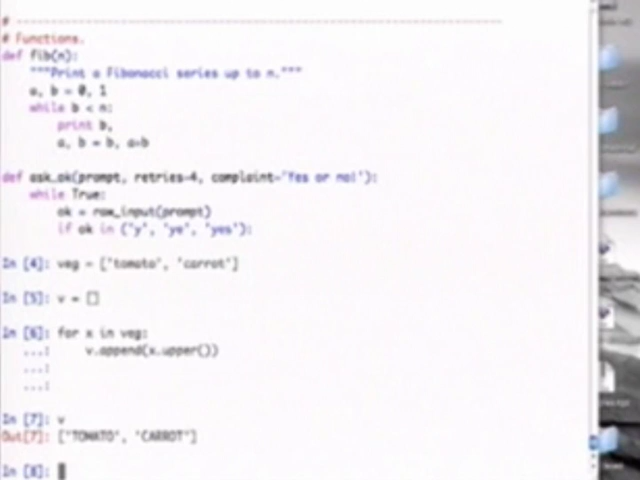 # ------------------------------------------------------------
# Functions.
def fib(n):
    """Print a Fibonacci series up to n."""
    a, b = 0, 1
    while b < n:
        print b,
        a, b = b, a+b
def ask_ok(prompt, retries=4, complaint='Yes or no!'):
    while True:
        ok = raw_input(prompt)
        if ok in ('y', 'ye', 'yes'):
In [4]: veg = ['tomato', 'carrot']
In [5]: v = []
In [6]: for x in veg:
   ...:     v.append(x.upper())
   ...:
   ...:
In [7]: v
Out[7]: ['TOMATO', 'CARROT']
In [8]: